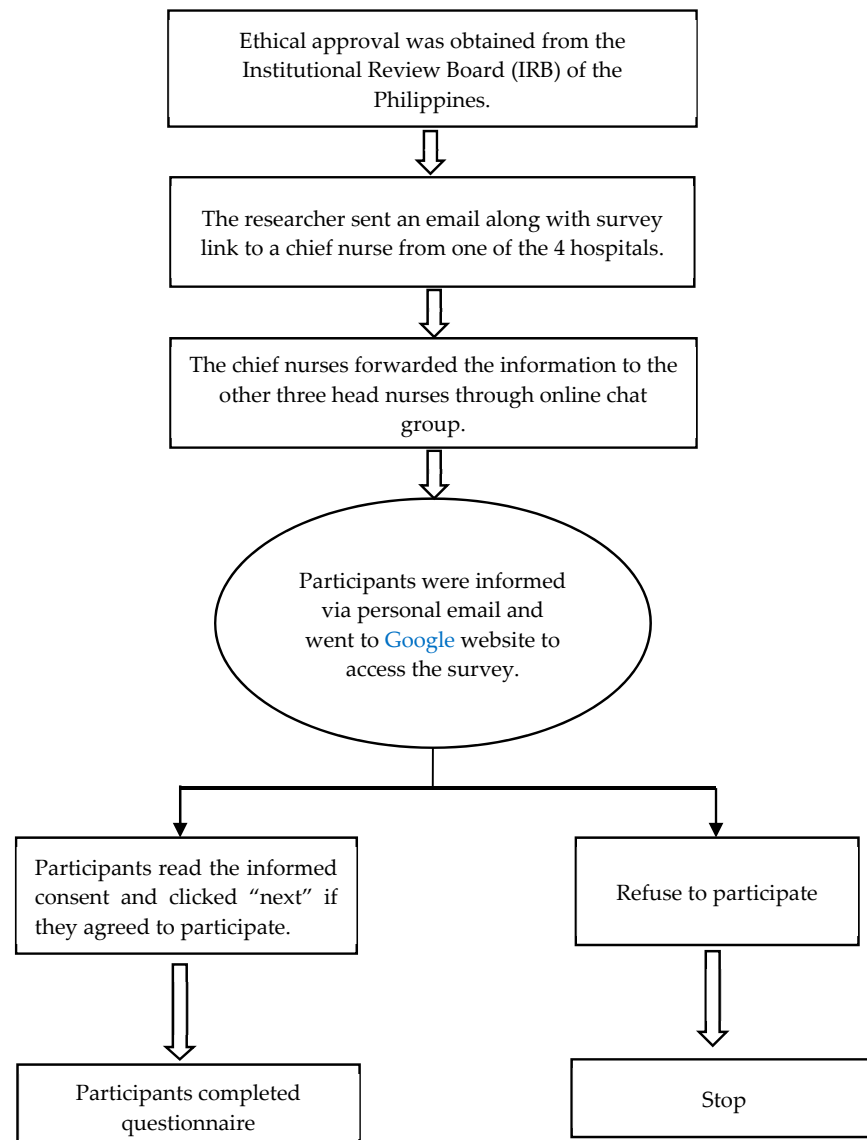 Ethical approval was obtained from the
Institutional Review Board (IRB) of the
Philippines.
The researcher sent an email along with survey
link to a chief nurse from one of the 4 hospitals.
The chief nurses forwarded the information to the
other three head nurses through online chat
group.
Participants were informed
via personal email and
went to Google website to
access the survey.
Participants read the informed
consent and clicked “next” if
they agreed to participate.
Refuse to participate
Participants completed
questionnaire
Stop